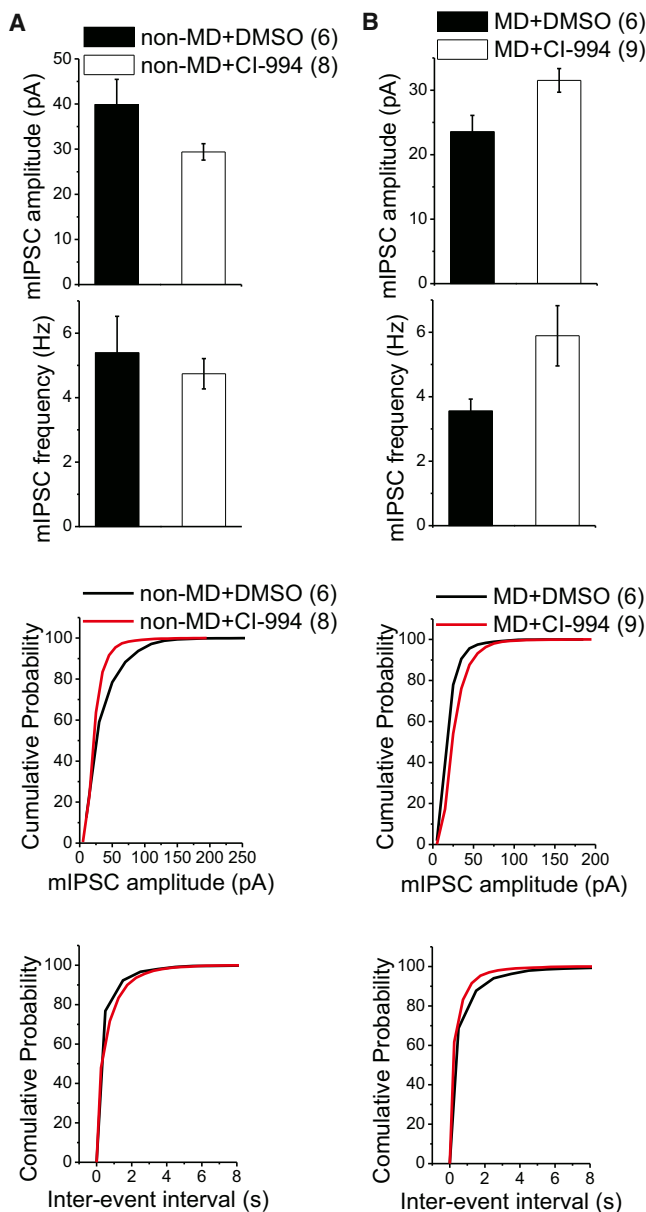 A
non-MD+DMSO (6)
non-MD+CI-994 (8)
mIPSC amplitude (pA)
50
40
30
20
10
0
mIPSC frequency (Hz)
6
4
2
0
non-MD+DMSO (6)
non-MD+CI-994 (8)
Cumulative Probability
100
80
60
40
20
0
0 50 100 150 200 250
mIPSC amplitude (pA)
Comulative Probability
100
80
60
40
20
0
0 2 4 6 8
Inter-event interval (s)
B
MD+DMSO (6)
MD+CI-994 (9)
mIPSC amplitude (pA)
30
20
10
0
mIPSC frequency (Hz)
6
4
2
0
MD+DMSO (6)
MD+CI-994 (9)
Cumulative Probability
100
80
60
40
20
0
0 50 100 150 200
mIPSC amplitude (pA)
Comulative Probability
100
80
60
40
20
0
0 2 4 6 8
Inter-event interval (s)